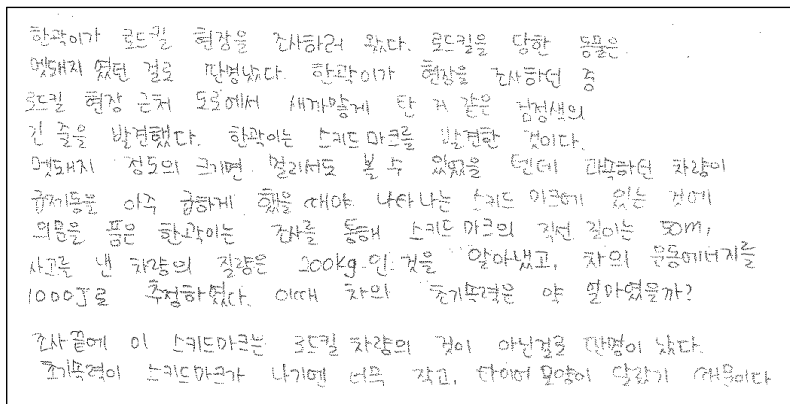 한곽이가 로드킬 현장을 조사하러 왔다. 로드킬을 당한 동물은
멧돼지 였던 걸로 판명났다. 한곽이가 현장을 조사하던 중
로드킬 현장 근처 도로에서 새까맣게 탄 거 같은 검정색의
긴 줄을 발견했다. 한곽이는 스키드마크를 발견한 것이다.
멧돼지 정도의 크기면 멀리서도 볼 수 있었을 텐데 과속하던 차량이
급제동을 아주 급하게 했을 때야 나타나는 스키드 마크에 있는 것에
의문을 품은 한곽이는 조사를 통해 스키드마크의 직선 길이는 50m,
사고를 낸 차량의 질량은 200kg 인 것을 알아냈고, 차의 운동에너지를
1000J로 추정하였다. 이때 차의 초기속력은 약 얼마였을까?
조사 끝에 이 스키드마크는 로드킬 차량의 것이 아닌걸로 판명이 났다.
초기속력이 스키드마크가 나기엔 너무 작고, 타이어 모양이 달랐기 때문이다